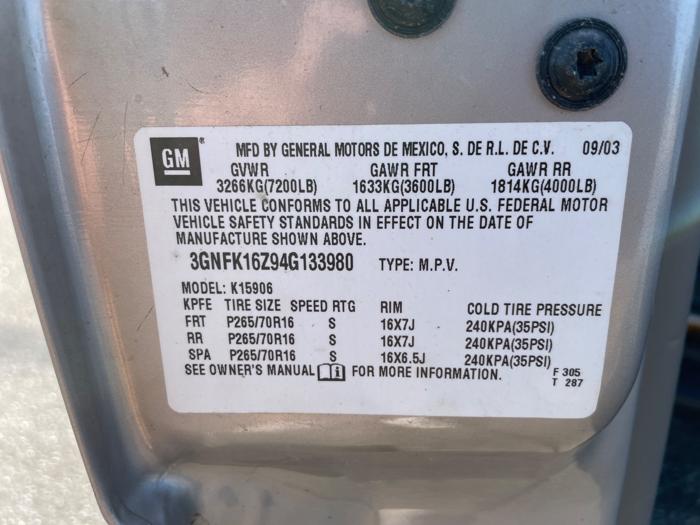 GM ® MFD BY GENERAL MOTORS DE MEXICO, S. DE R.L. DE C.V. 09/03
GVWR GAWR FRT GAWR RR
3266KG(7200LB) 1633KG(3600LB) 1814KG(4000LB)
THIS VEHICLE CONFORMS TO ALL APPLICABLE U.S. FEDERAL MOTOR
VEHICLE SAFETY STANDARDS IN EFFECT ON THE DATE OF
MANUFACTURE SHOWN ABOVE.
3GNFK16Z94G133980 TYPE: M.P.V.
MODEL: K15906
KPFE TIRE SIZE SPEED RTG RIM COLD TIRE PRESSURE
FRT P265/70R16 S 16X7J 240KPA(35PSI)
RR P265/70R16 S 16X7J 240KPA(35PSI)
SPA P265/70R16 S 16X6.5J 240KPA(35PSI)
SEE OWNER'S MANUAL FOR MORE INFORMATION. F 305
T 287